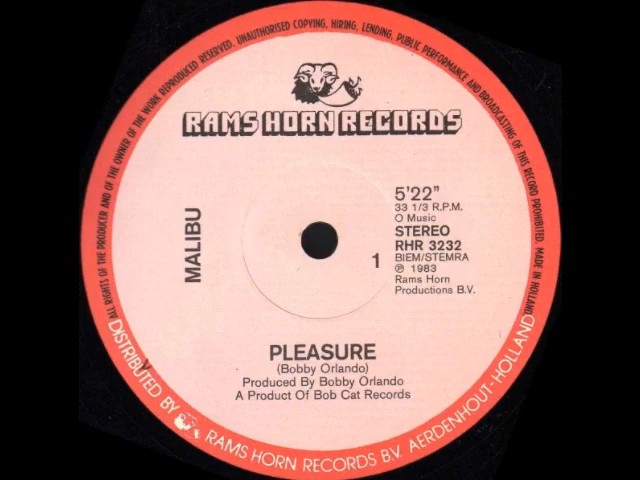 ALL RIGHTS OF THE PRODUCER AND OF THE OWNER OF THE WORK REPRODUCED RESERVED. UNAUTHORISED COPYING, HIRING, LENDING, PUBLIC PERFORMANCE AND BROADCASTING OF THIS RECORD PROHIBITED. MADE IN HOLLAND
RAMS HORN RECORDS
MALIBU
5'22"
33 1/3 R.P.M.
O Music
STEREO
RHR 3232
BIEM/STEMRA
1
℗ 1983
Rams Horn
Productions B.V.
PLEASURE
(Bobby Orlando)
Produced By Bobby Orlando
A Product Of Bob Cat Records
DISTRIBUTED BY RAMS HORN RECORDS B.V. AERDENHOUT-HOLLAND